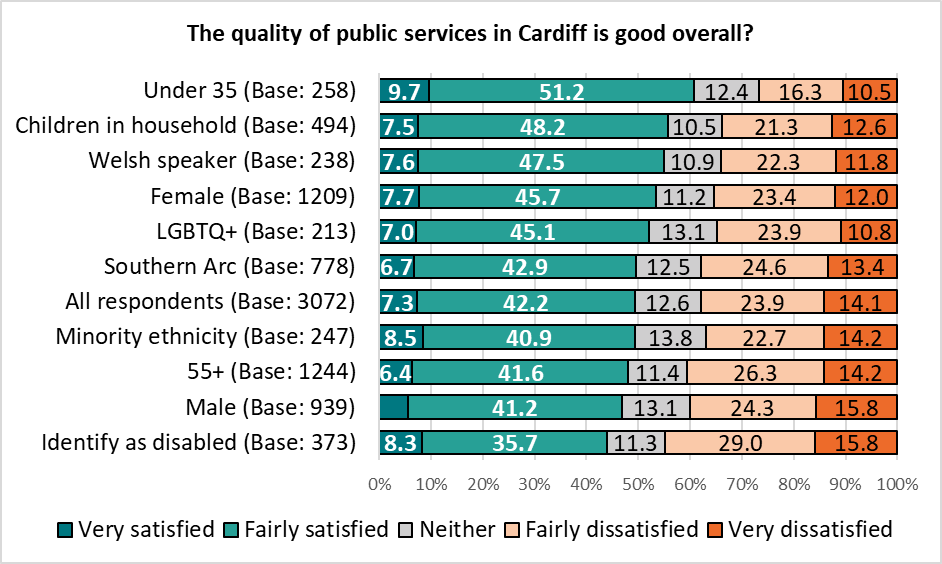 The quality of public services in Cardiff is good overall?
Under 35 (Base: 258) 9.7 51.2 12.4 16.3 10.5
Children in household (Base: 494) 7.5 48.2 10.5 21.3 12.6
Welsh speaker (Base: 238) 7.6 47.5 10.9 22.3 11.8
Female (Base: 1209) 7.7 45.7 11.2 23.4 12.0
LGBTQ+ (Base: 213) 7.0 45.1 13.1 23.9 10.8
Southern Arc (Base: 778) 6.7 42.9 12.5 24.6 13.4
All respondents (Base: 3072) 7.3 42.2 12.6 23.9 14.1
Minority ethnicity (Base: 247) 8.5 40.9 13.8 22.7 14.2
55+ (Base: 1244) 6.4 41.6 11.4 26.3 14.2
Male (Base: 939) 41.2 13.1 24.3 15.8
Identify as disabled (Base: 373) 8.3 35.7 11.3 29.0 15.8
0% 10% 20% 30% 40% 50% 60% 70% 80% 90% 100%
Very satisfied Fairly satisfied Neither Fairly dissatisfied Very dissatisfied